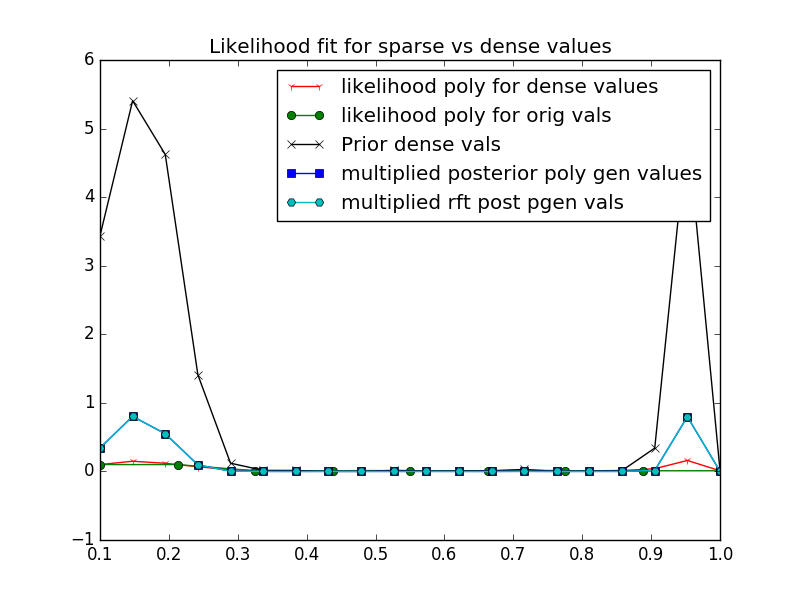 Likelihood fit for sparse vs dense values
6
likelihood poly for dense values
likelihood poly for orig vals
Prior dense vals
multiplied posterior poly gen values
multiplied rft post pgen vals
5
4
3
2
1
0
−1
0.1 0.2 0.3 0.4 0.5 0.6 0.7 0.8 0.9 1.0